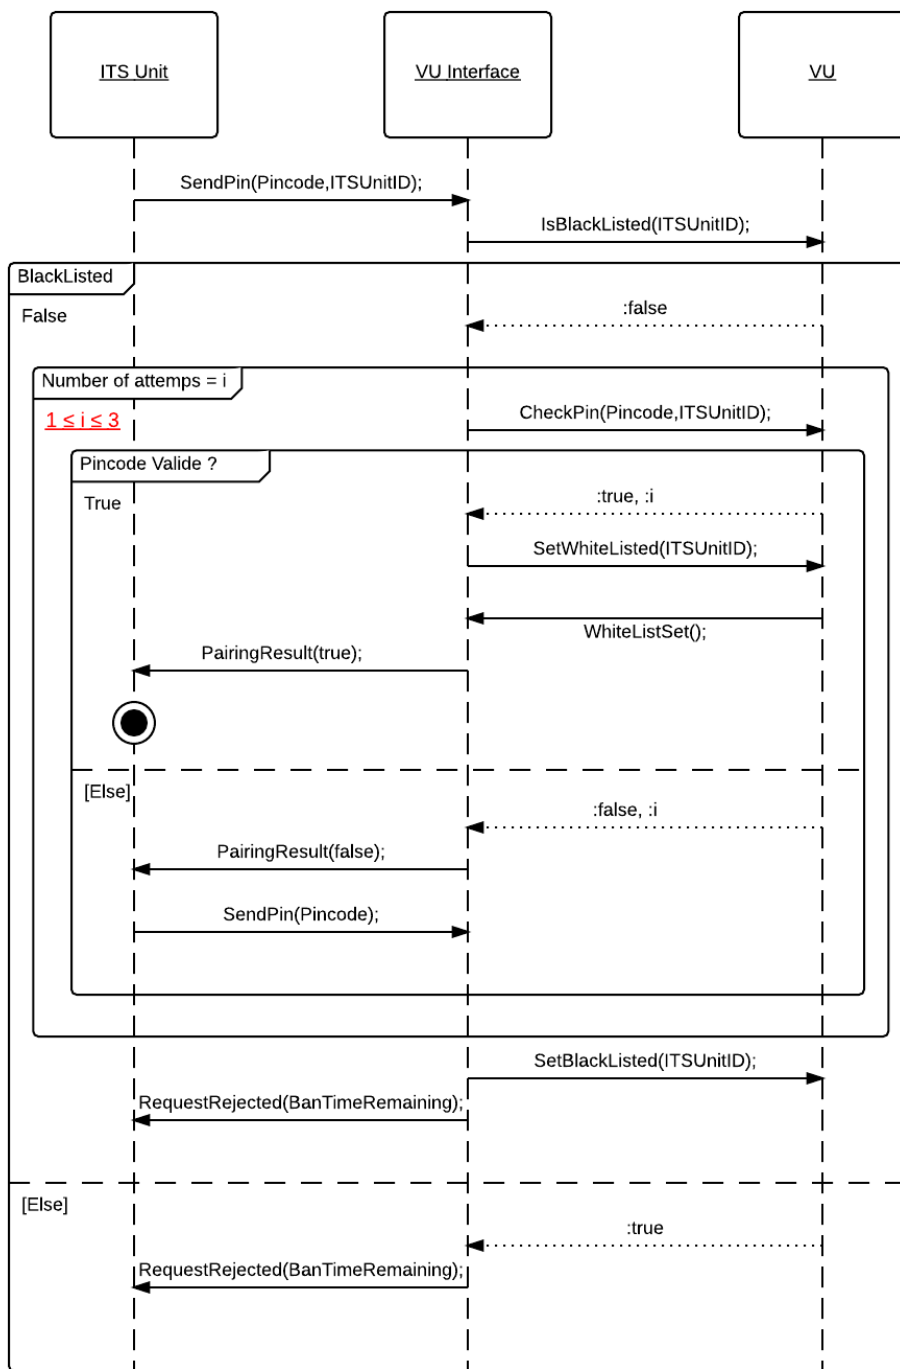 ITS Unit
VU Interface
VU
SendPin(Pincode,ITSUnitID);
IsBlackListed(ITSUnitID);
BlackListed
False
:false
Number of attemps = i
1 ≤ i ≤ 3
CheckPin(Pincode,ITSUnitID);
Pincode Valide ?
True
:true, :i
SetWhiteListed(ITSUnitID);
WhiteListSet();
PairingResult(true);
[Else]
:false, :i
PairingResult(false);
SendPin(Pincode);
SetBlackListed(ITSUnitID);
RequestRejected(BanTimeRemaining);
[Else]
:true
RequestRejected(BanTimeRemaining);